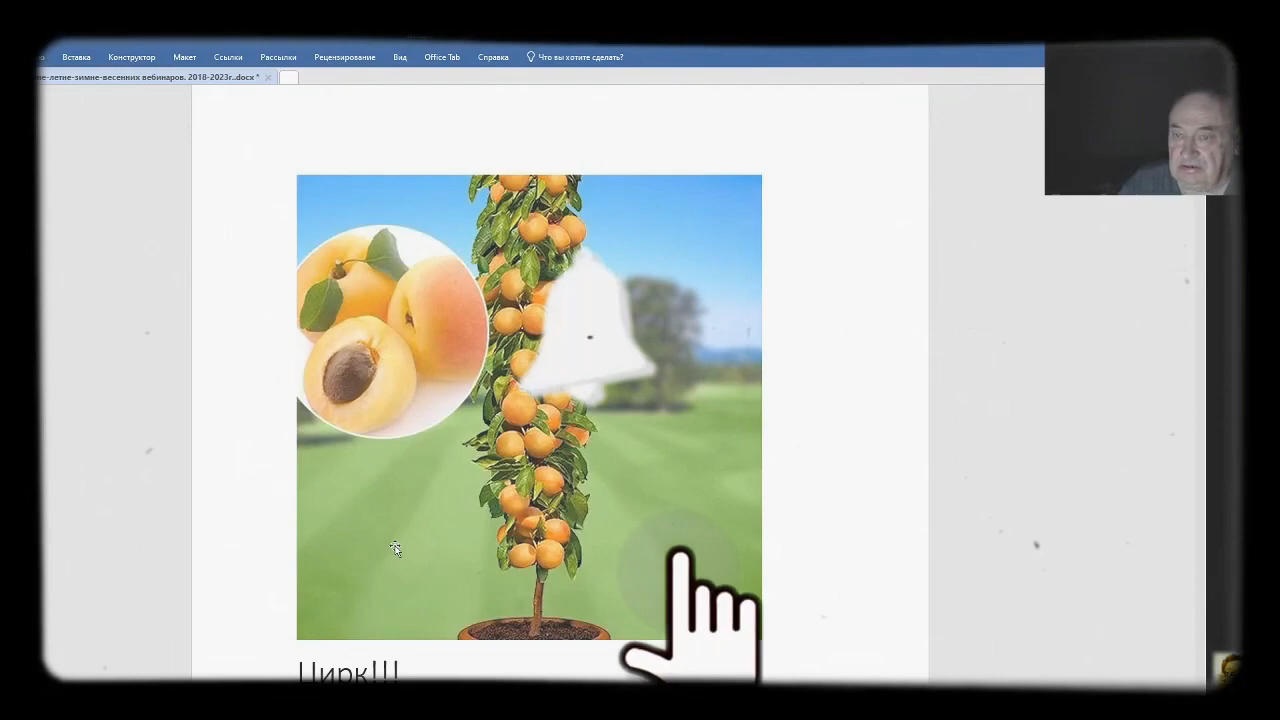 Вставка Конструктор Макет Ссылки Рассылки Рецензирование Вид Office Tab Справка Что вы хотите сделать?
не-летне-зимне-весенних вебинаров. 2018-2023г..docx *
Цирк!!!